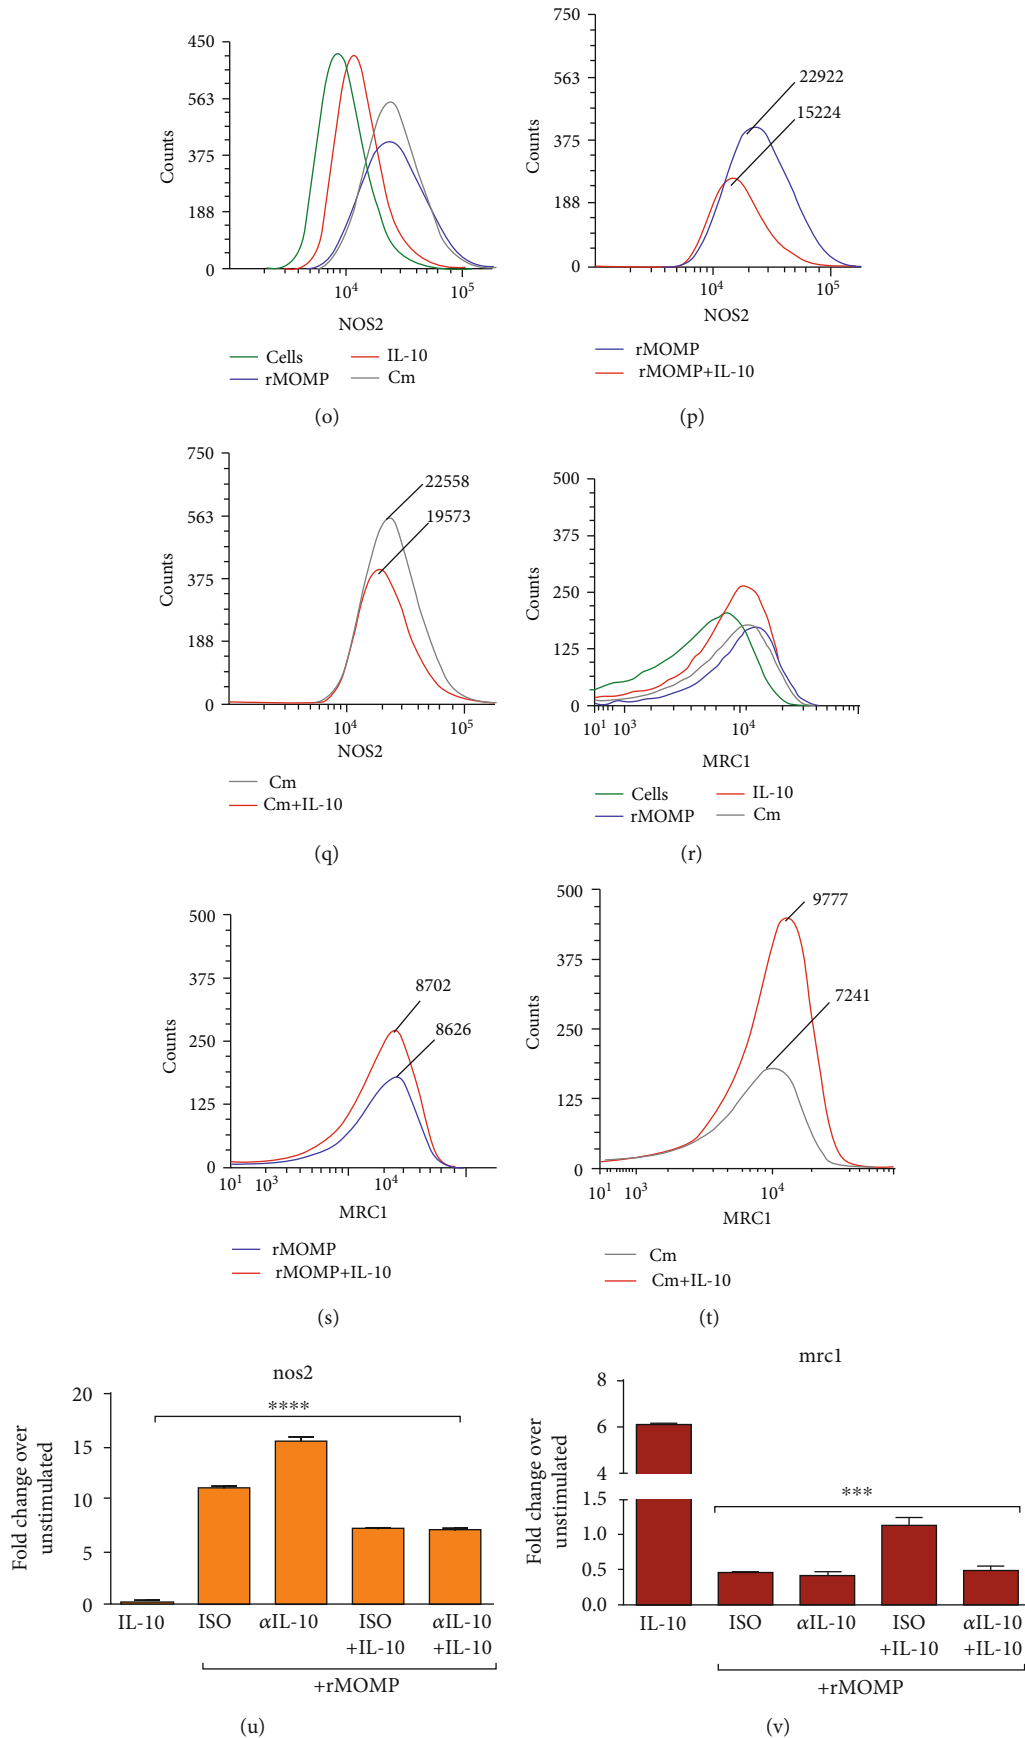 450
563
375
188
0
Counts
10⁴
10⁵
NOS2
Cells
IL-10
rMOMP
Cm
(o)
750
563
375
188
0
Counts
22922
15224
10⁴
10⁵
NOS2
rMOMP
rMOMP+IL-10
(p)
750
563
375
188
0
Counts
22558
19573
10⁴
10⁵
NOS2
Cm
Cm+IL-10
(q)
500
375
250
125
0
Counts
10¹ 10³
10⁴
MRC1
Cells
IL-10
rMOMP
Cm
(r)
500
375
250
125
0
Counts
8702
8626
10¹ 10³
10⁴
MRC1
rMOMP
rMOMP+IL-10
(s)
500
375
250
125
0
Counts
9777
7241
10¹ 10³
10⁴
MRC1
Cm
Cm+IL-10
(t)
nos2
Fold change over
unstimulated
20
15
10
5
0
****
IL-10
ISO
αIL-10
ISO
+IL-10
αIL-10
+IL-10
+rMOMP
(u)
mrc1
Fold change over
unstimulated
8
6
4
1.5
1.0
0.5
0.0
***
IL-10
ISO
αIL-10
ISO
+IL-10
αIL-10
+IL-10
+rMOMP
(v)